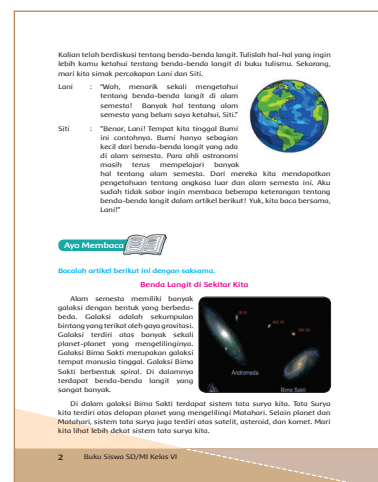 Kalian telah berdiskusi tentang benda-benda langit. Tulislah hal-hal yang ingin
lebih kamu ketahui tentang benda-benda langit di buku tulismu. Sekarang,
mari kita simak percakapan Lani dan Siti.
Lani : "Wah, menarik sekali mengetahui
tentang benda-benda langit di alam
semesta! Banyak hal tentang alam
semesta yang belum saya ketahui, Siti."
Siti : "Benar, Lani! Tempat kita tinggal Bumi
ini contohnya. Bumi hanya sebagian
kecil dari benda-benda langit yang ada
di alam semesta. Para ahli astronomi
masih terus mempelajari banyak
hal tentang alam semesta. Dari mereka kita mendapatkan
pengetahuan tentang angkasa luar dan alam semesta ini. Aku
sudah tidak sabar ingin membaca beberapa keterangan tentang
benda-benda langit dalam artikel berikut! Yuk, kita baca bersama,
Lani!"
Ayo Membaca
Bacalah artikel berikut ini dengan saksama.
Benda Langit di Sekitar Kita
Alam semesta memiliki banyak
galaksi dengan bentuk yang berbeda-
beda. Galaksi adalah sekumpulan
bintang yang terikat oleh gaya gravitasi.
Galaksi terdiri atas banyak sekali
planet-planet yang mengelilinginya.
Galaksi Bima Sakti merupakan galaksi
tempat manusia tinggal. Galaksi Bima
Sakti berbentuk spiral. Di dalamnya
terdapat benda-benda langit yang
sangat banyak.
Andromeda
Bima Sakti
Di dalam galaksi Bima Sakti terdapat sistem tata surya kita. Tata Surya
kita terdiri atas delapan planet yang mengelilingi Matahari. Selain planet dan
Matahari, sistem tata surya juga terdiri atas satelit, asteroid, dan komet. Mari
kita lihat lebih dekat sistem tata surya kita.
2 Buku Siswa SD/MI Kelas VI